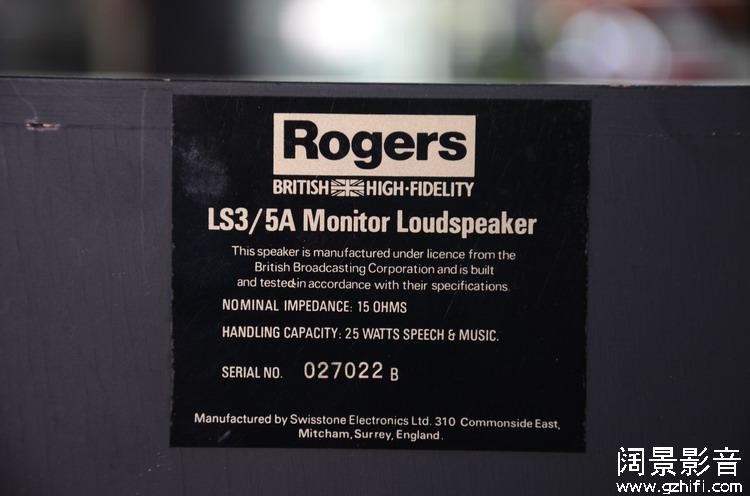 Rogers
BRITISH HIGH·FIDELITY
LS3/5A Monitor Loudspeaker
This speaker is manufactured under licence from the
British Broadcasting Corporation and is built
and tested in accordance with their specifications.
NOMINAL IMPEDANCE: 15 OHMS
HANDLING CAPACITY: 25 WATTS SPEECH & MUSIC.
SERIAL NO. 027022 B
Manufactured by Swisstone Electronics Ltd. 310 Commonside East,
Mitcham, Surrey, England.
阔景影音
www.gzhifi.com